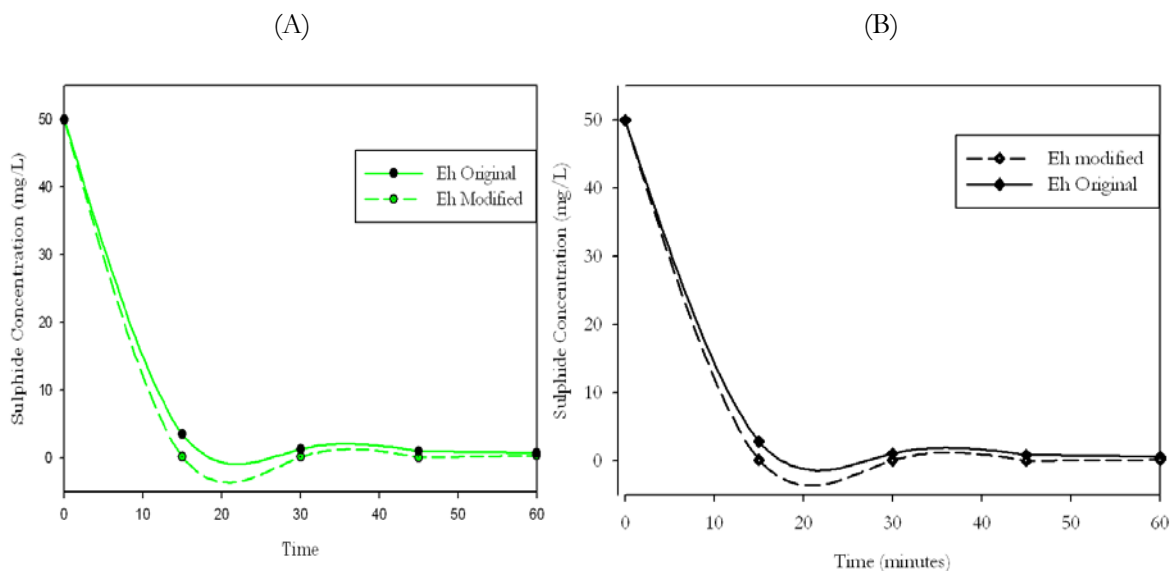 (A)
(B)
Sulphide Concentration (mg/L)
50
40
30
20
10
0
Eh Original
Eh Modified
0 10 20 30 40 50 60
Time
Sulphide Concentration (mg/L)
50
40
30
20
10
0
Eh modified
Eh Original
0 10 20 30 40 50 60
Time (minutes)